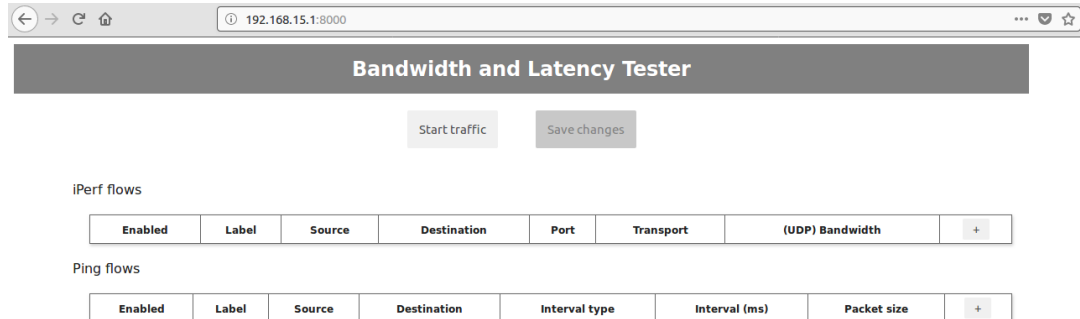 192.168.15.1:8000
Bandwidth and Latency Tester
Start traffic Save changes
iPerf flows
Enabled Label Source Destination Port Transport (UDP) Bandwidth +
Ping flows
Enabled Label Source Destination Interval type Interval (ms) Packet size +